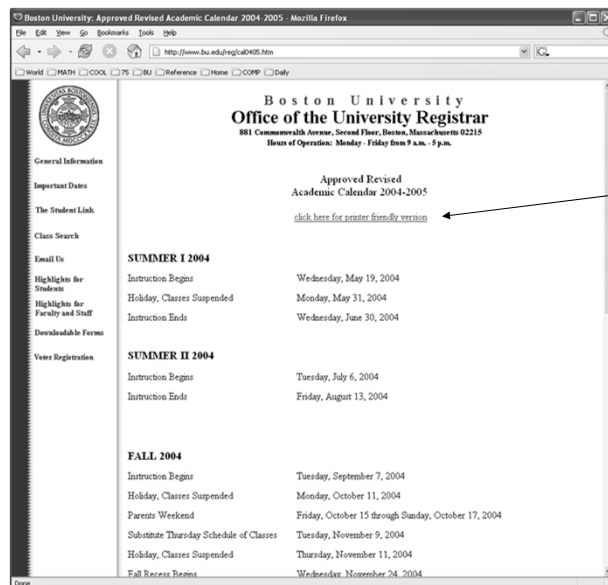 Boston University: Approved Revised Academic Calendar 2004-2005 - Mozilla Firefox
File Edit View Go Bookmarks Tools Help
http://www.bu.edu/reg/cal0405.htm
World MATH COOL 75 BU Reference Home COMP Daily
Boston University
Office of the University Registrar
881 Commonwealth Avenue, Second Floor, Boston, Massachusetts 02215
Hours of Operation: Monday - Friday from 9 a.m. - 5 p.m.
General Information
Important Dates
The Student Link
Class Search
Email Us
Highlights for
Students
Highlights for
Faculty and Staff
Downloadable Forms
Voter Registration
Approved Revised
Academic Calendar 2004-2005
click here for printer friendly version
SUMMER I 2004
Instruction Begins Wednesday, May 19, 2004
Holiday, Classes Suspended Monday, May 31, 2004
Instruction Ends Wednesday, June 30, 2004
SUMMER II 2004
Instruction Begins Tuesday, July 6, 2004
Instruction Ends Friday, August 13, 2004
FALL 2004
Instruction Begins Tuesday, September 7, 2004
Holiday, Classes Suspended Monday, October 11, 2004
Parents Weekend Friday, October 15 through Sunday, October 17, 2004
Substitute Thursday Schedule of Classes Tuesday, November 9, 2004
Holiday, Classes Suspended Thursday, November 11, 2004
Fall Recess Begins Wednesday, November 24, 2004
Done